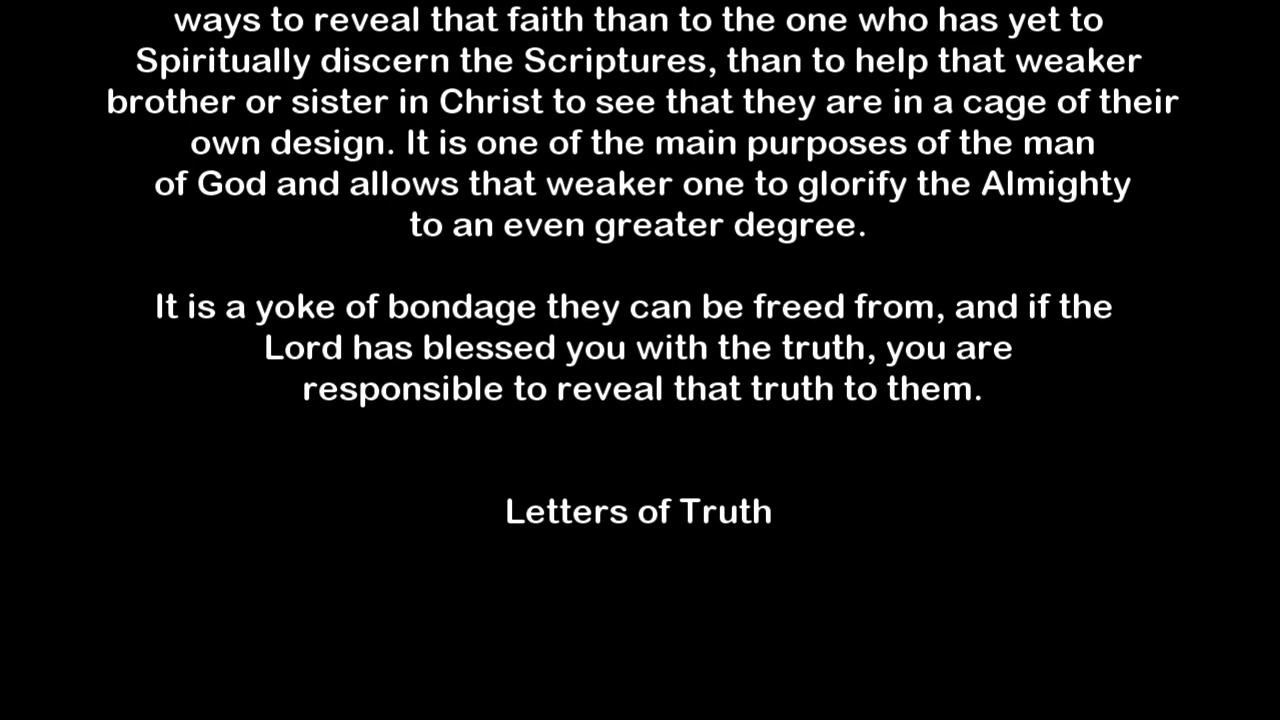 ways to reveal that faith than to the one who has yet to
Spiritually discern the Scriptures, than to help that weaker
brother or sister in Christ to see that they are in a cage of their
own design. It is one of the main purposes of the man
of God and allows that weaker one to glorify the Almighty
to an even greater degree.
It is a yoke of bondage they can be freed from, and if the
Lord has blessed you with the truth, you are
responsible to reveal that truth to them.
Letters of Truth